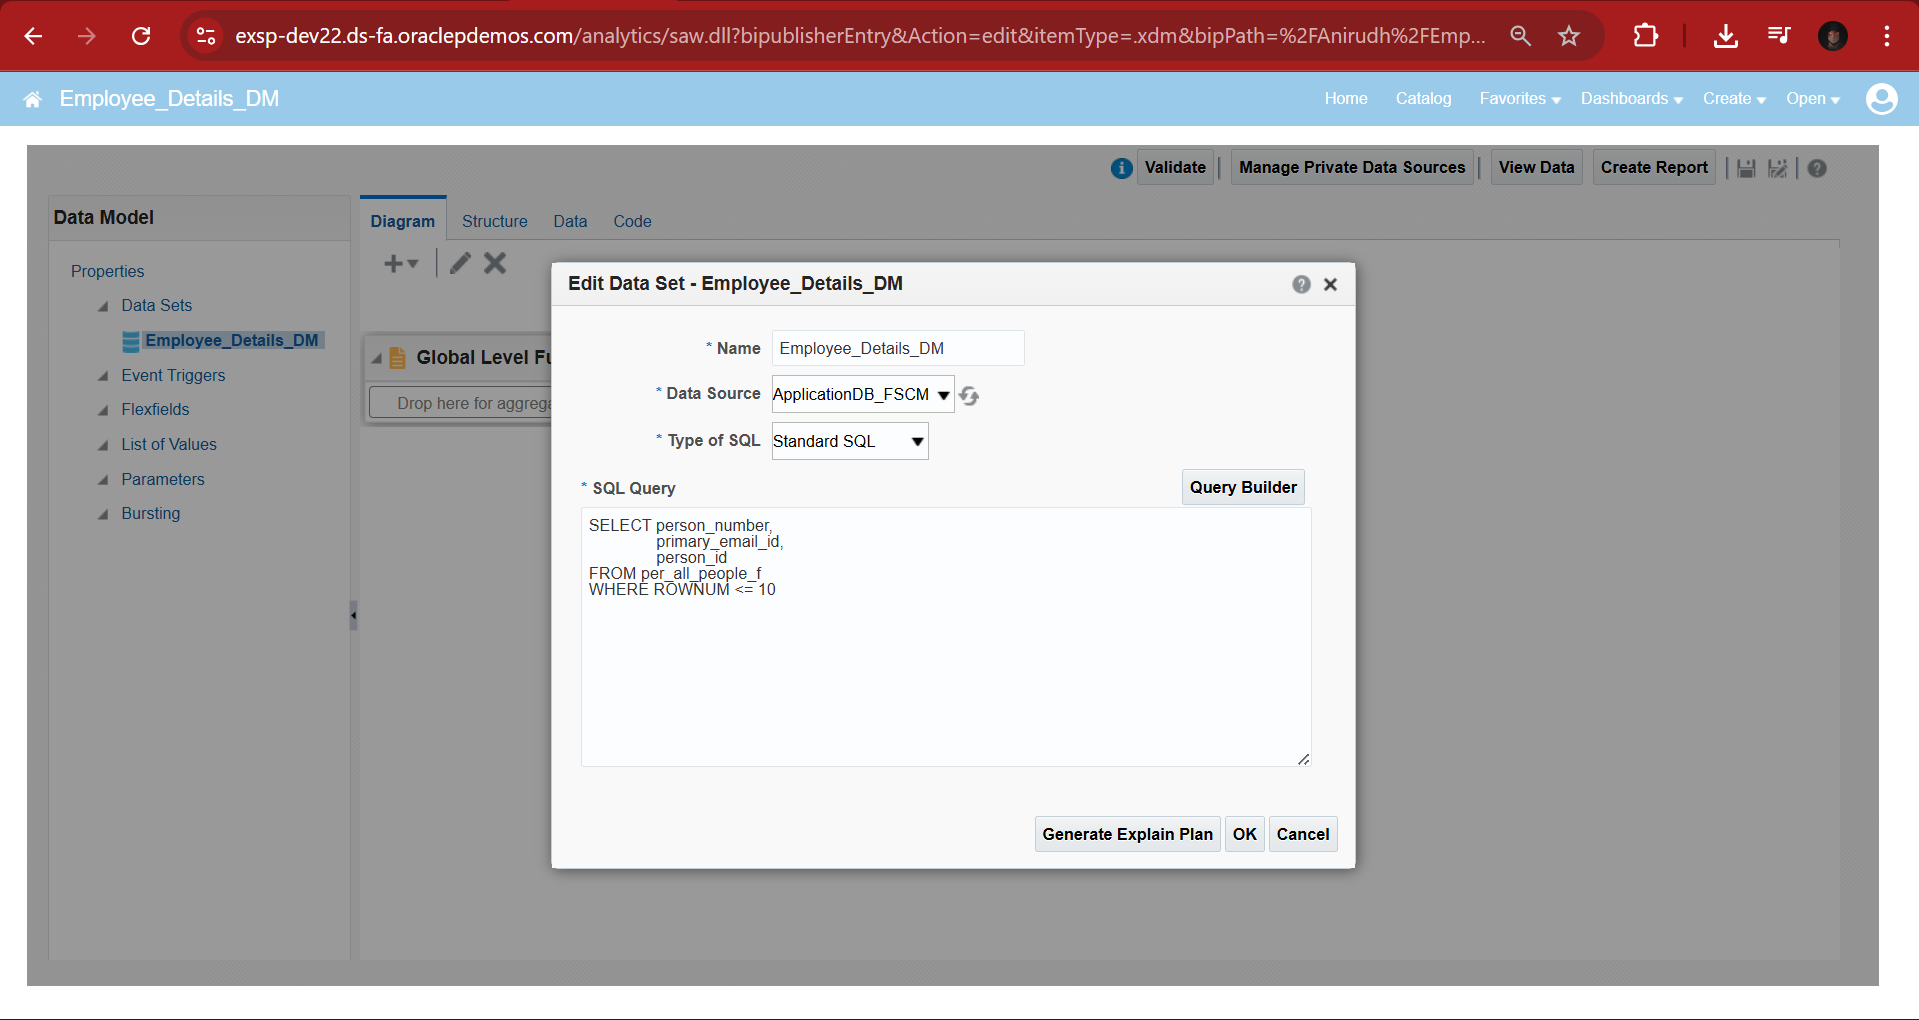 exsp-dev22.ds-fa.oraclepdemos.com/analytics/saw.dll?bipublisherEntry&Action=edit&itemType=.xdm&bipPath=%2FAnirudh%2FEmp...
Employee_Details_DM
Home Catalog Favorites Dashboards Create Open
Validate Manage Private Data Sources View Data Create Report
Data Model
Diagram Structure Data Code
Properties
Data Sets
Employee_Details_DM
Event Triggers
Flexfields
List of Values
Parameters
Bursting
Global Level Fu
Drop here for aggrega
Edit Data Set - Employee_Details_DM
* Name Employee_Details_DM
* Data Source ApplicationDB_FSCM
* Type of SQL Standard SQL
* SQL Query Query Builder
SELECT person_number,
primary_email_id,
person_id
FROM per_all_people_f
WHERE ROWNUM <= 10
Generate Explain Plan OK Cancel